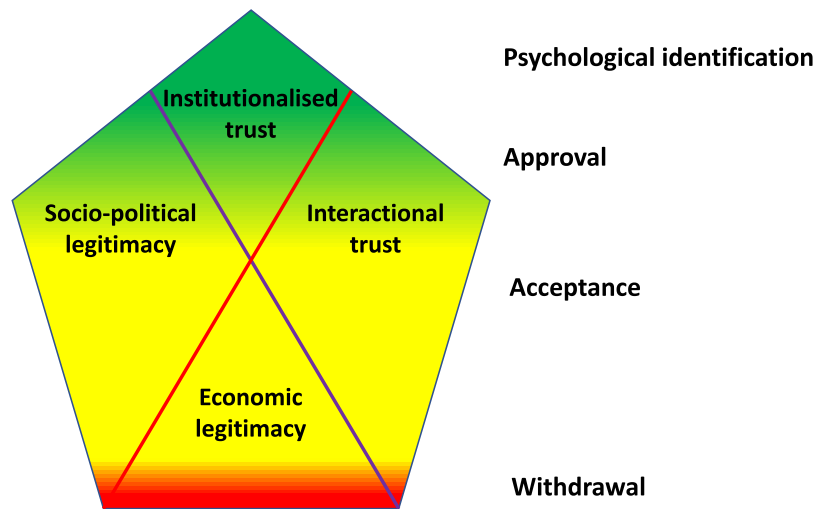 Psychological identification
Institutionalised
trust
Approval
Socio-political
legitimacy
Interactional
trust
Acceptance
Economic
legitimacy
Withdrawal